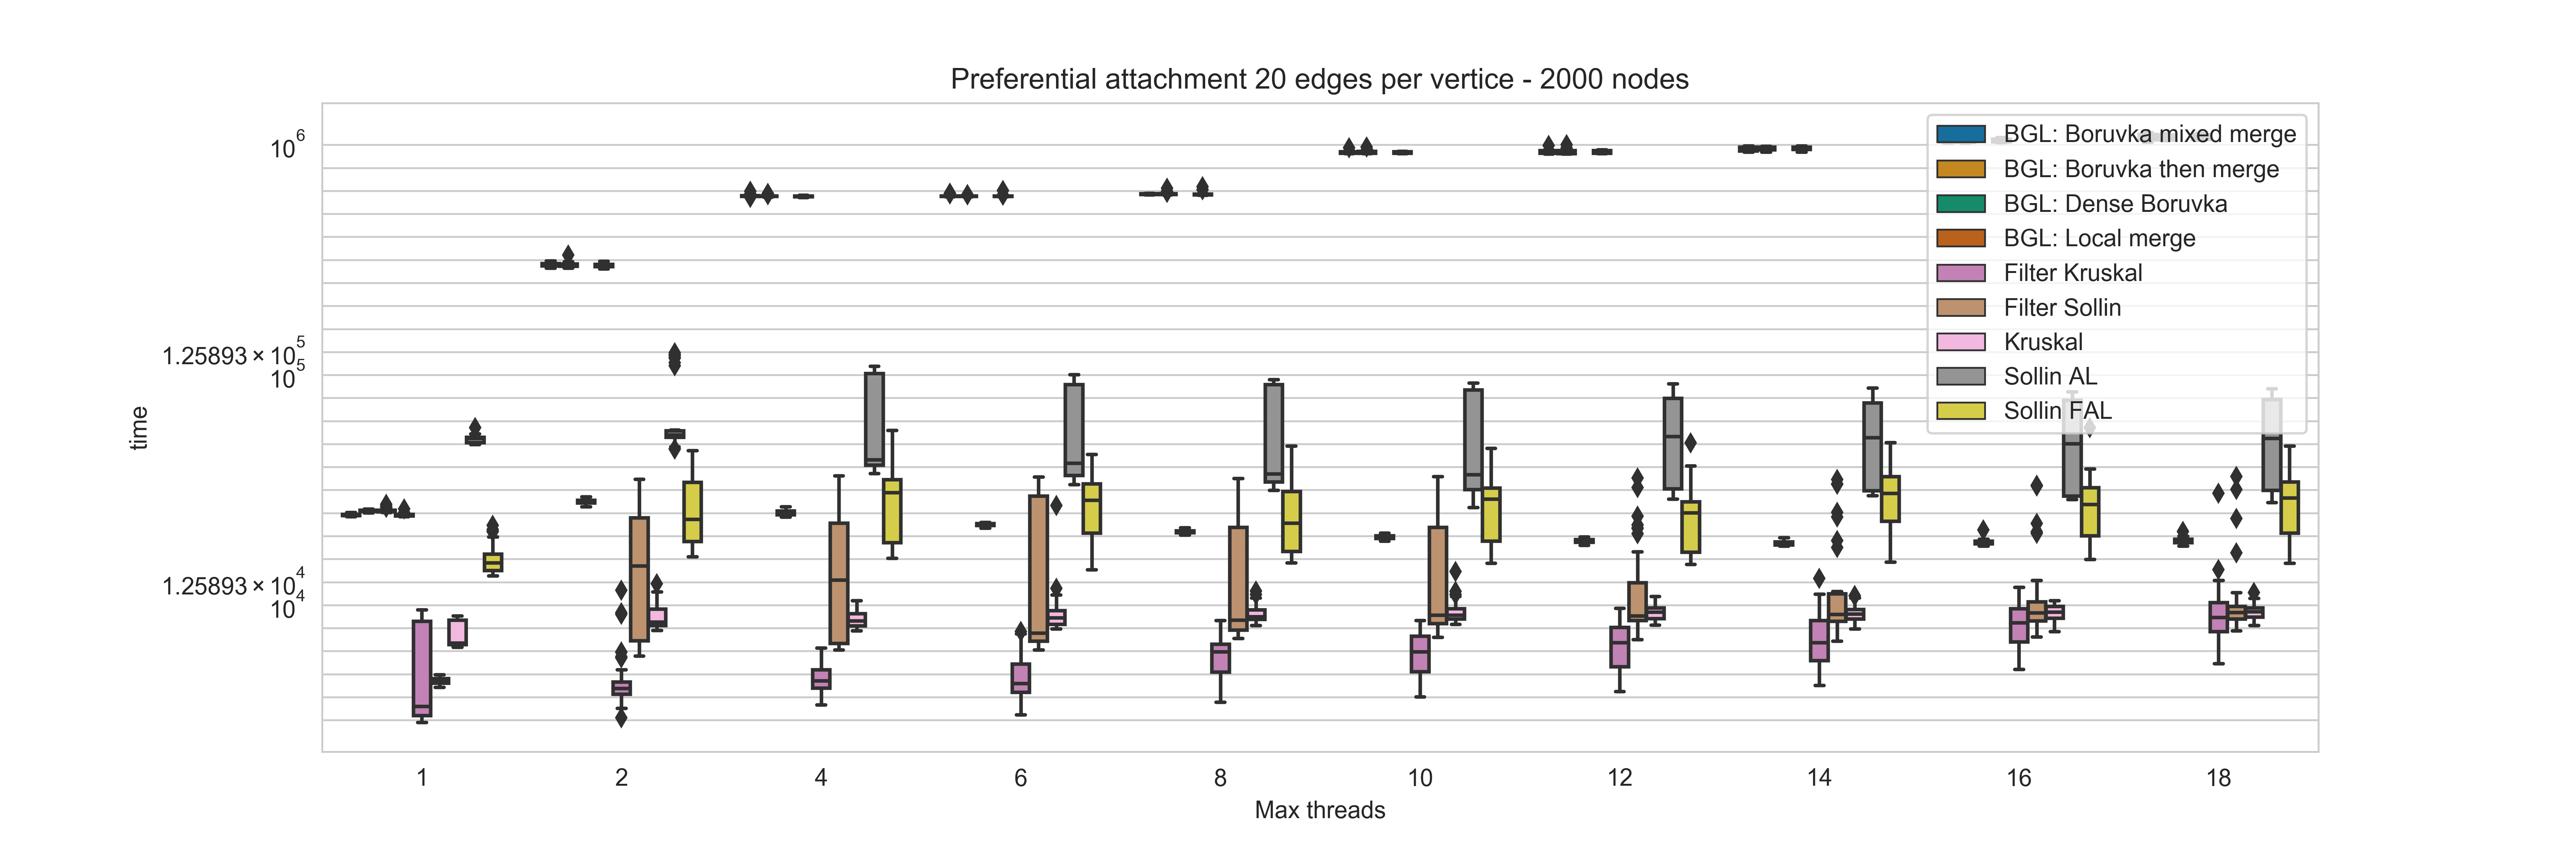 Preferential attachment 20 edges per vertice - 2000 nodes
10^6
1.25893 × 10^5
10^5
1.25893 × 10^4
10^4
time
BGL: Boruvka mixed merge
BGL: Boruvka then merge
BGL: Dense Boruvka
BGL: Local merge
Filter Kruskal
Filter Sollin
Kruskal
Sollin AL
Sollin FAL
1 2 4 6 8 10 12 14 16 18
Max threads